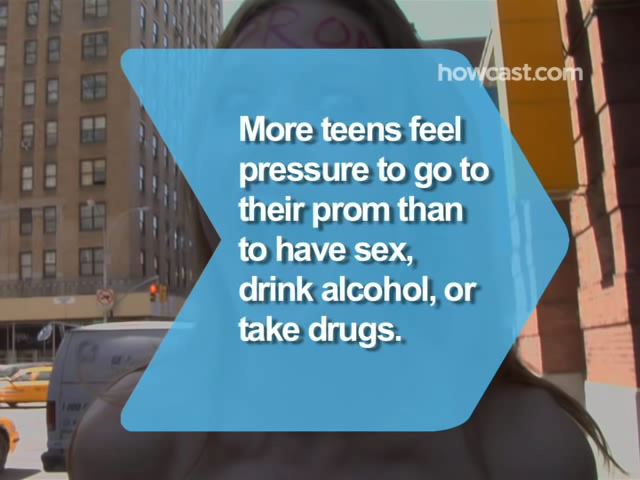 PROM
howcast.com
More teens feel
pressure to go to
their prom than
to have sex,
drink alcohol, or
take drugs.